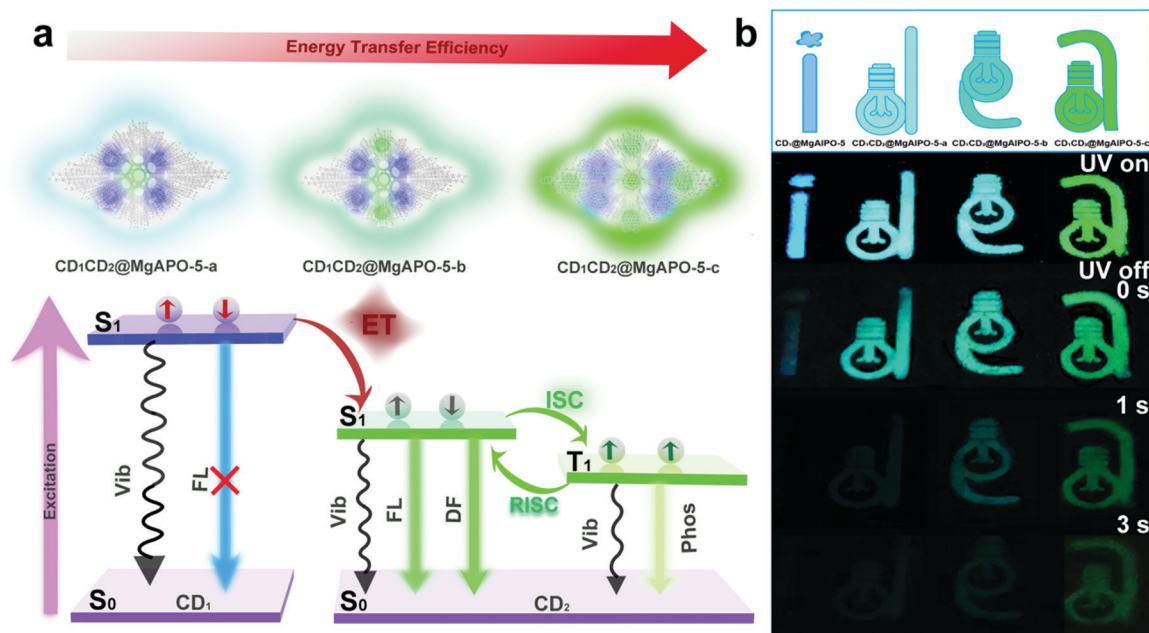 a
Energy Transfer Efficiency
CD₁CD₂@MgAPO-5-a
CD₁CD₂@MgAPO-5-b
CD₁CD₂@MgAPO-5-c
Excitation
S₁
Vib
FL
S₀
CD₁
ET
S₁
Vib
FL
DF
ISC
RISC
T₁
Vib
Phos
S₀
CD₂
b
CD₁@MgAlPO-5
CD₁CD₂@MgAlPO-5-a
CD₁CD₂@MgAlPO-5-b
CD₁CD₂@MgAlPO-5-c
UV on
UV off
0 s
1 s
3 s